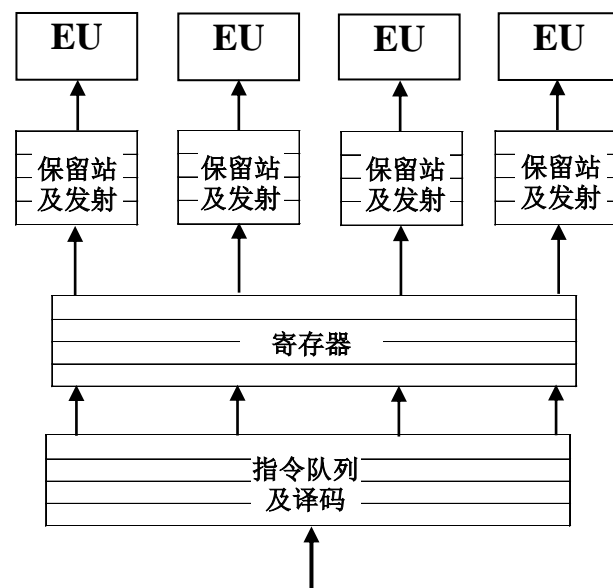 EU EU EU EU
保留站 保留站 保留站 保留站
及发射 及发射 及发射 及发射
寄存器
指令队列
及译码